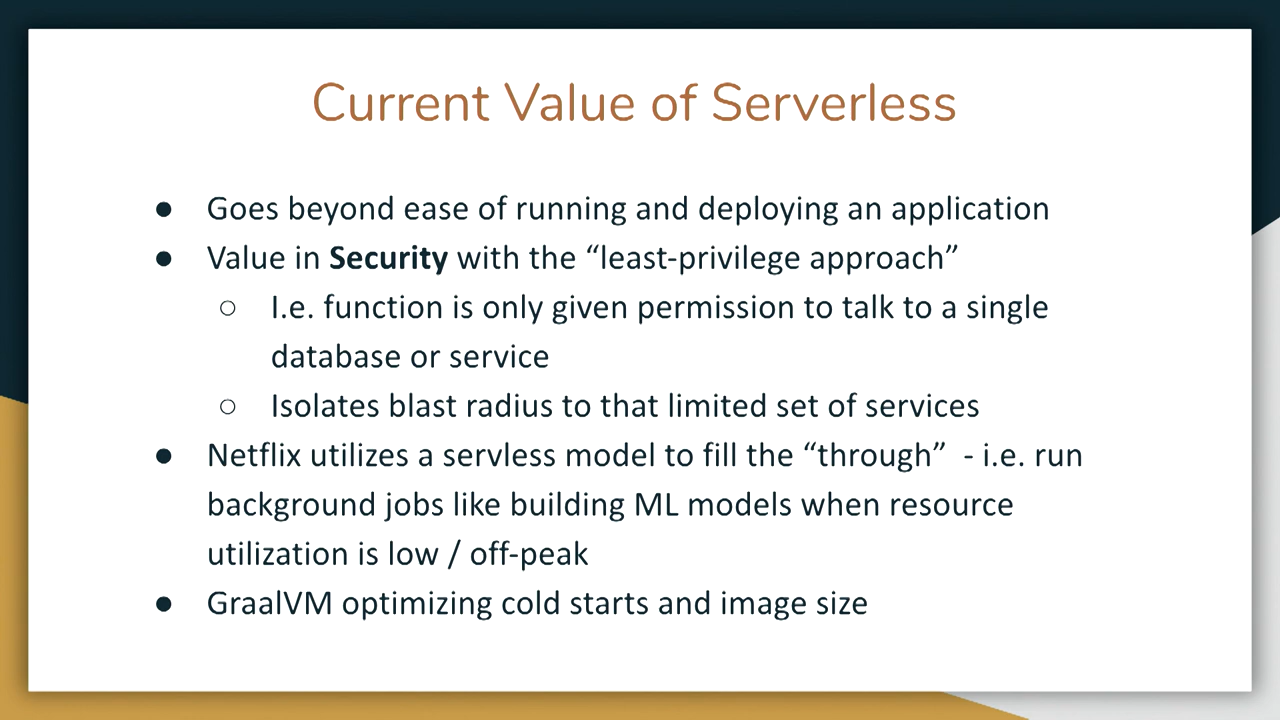 Current Value of Serverless
● Goes beyond ease of running and deploying an application
● Value in Security with the “least-privilege approach”
○ I.e. function is only given permission to talk to a single
database or service
○ Isolates blast radius to that limited set of services
● Netflix utilizes a servless model to fill the “through”  - i.e. run
background jobs like building ML models when resource
utilization is low / off-peak
● GraalVM optimizing cold starts and image size